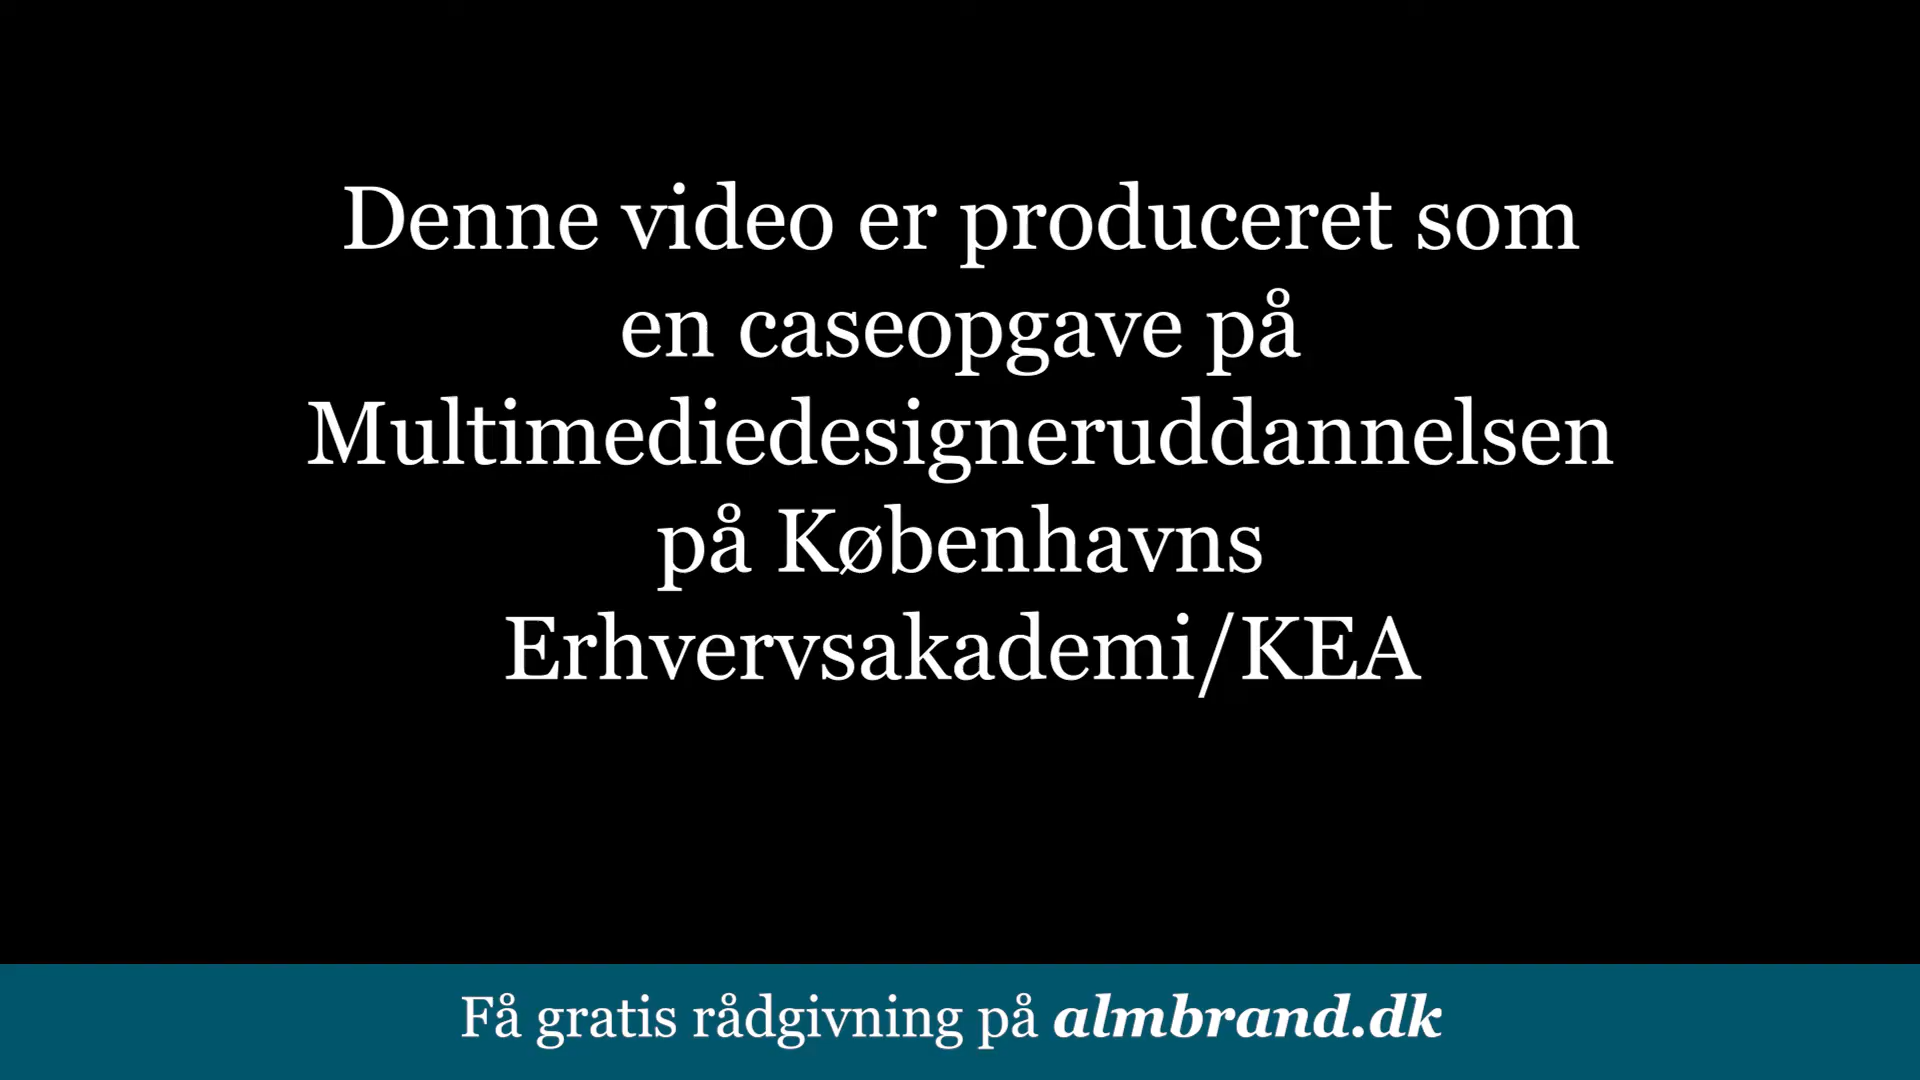 Denne video er produceret som
en caseopgave på
Multimediedesigneruddannelsen
på Københavns
Erhvervsakademi/KEA
Få gratis rådgivning på almbrand.dk